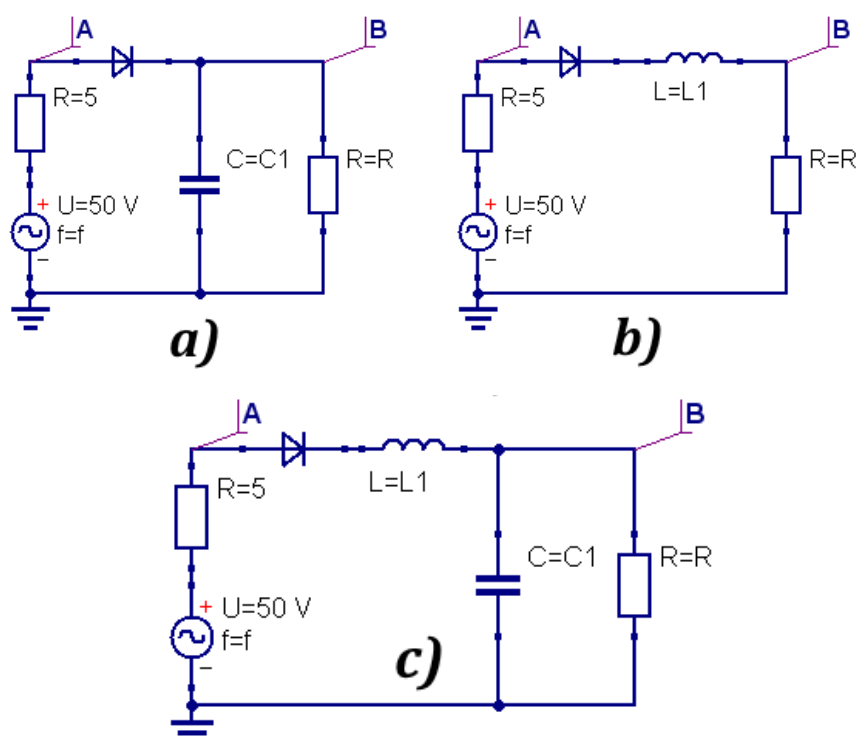 A
B
R=5
C=C1
R=R
+ U=50 V
f=f
−
a)
A
B
R=5
L=L1
R=R
+ U=50 V
f=f
−
b)
A
B
R=5
L=L1
C=C1
R=R
+ U=50 V
f=f
−
c)